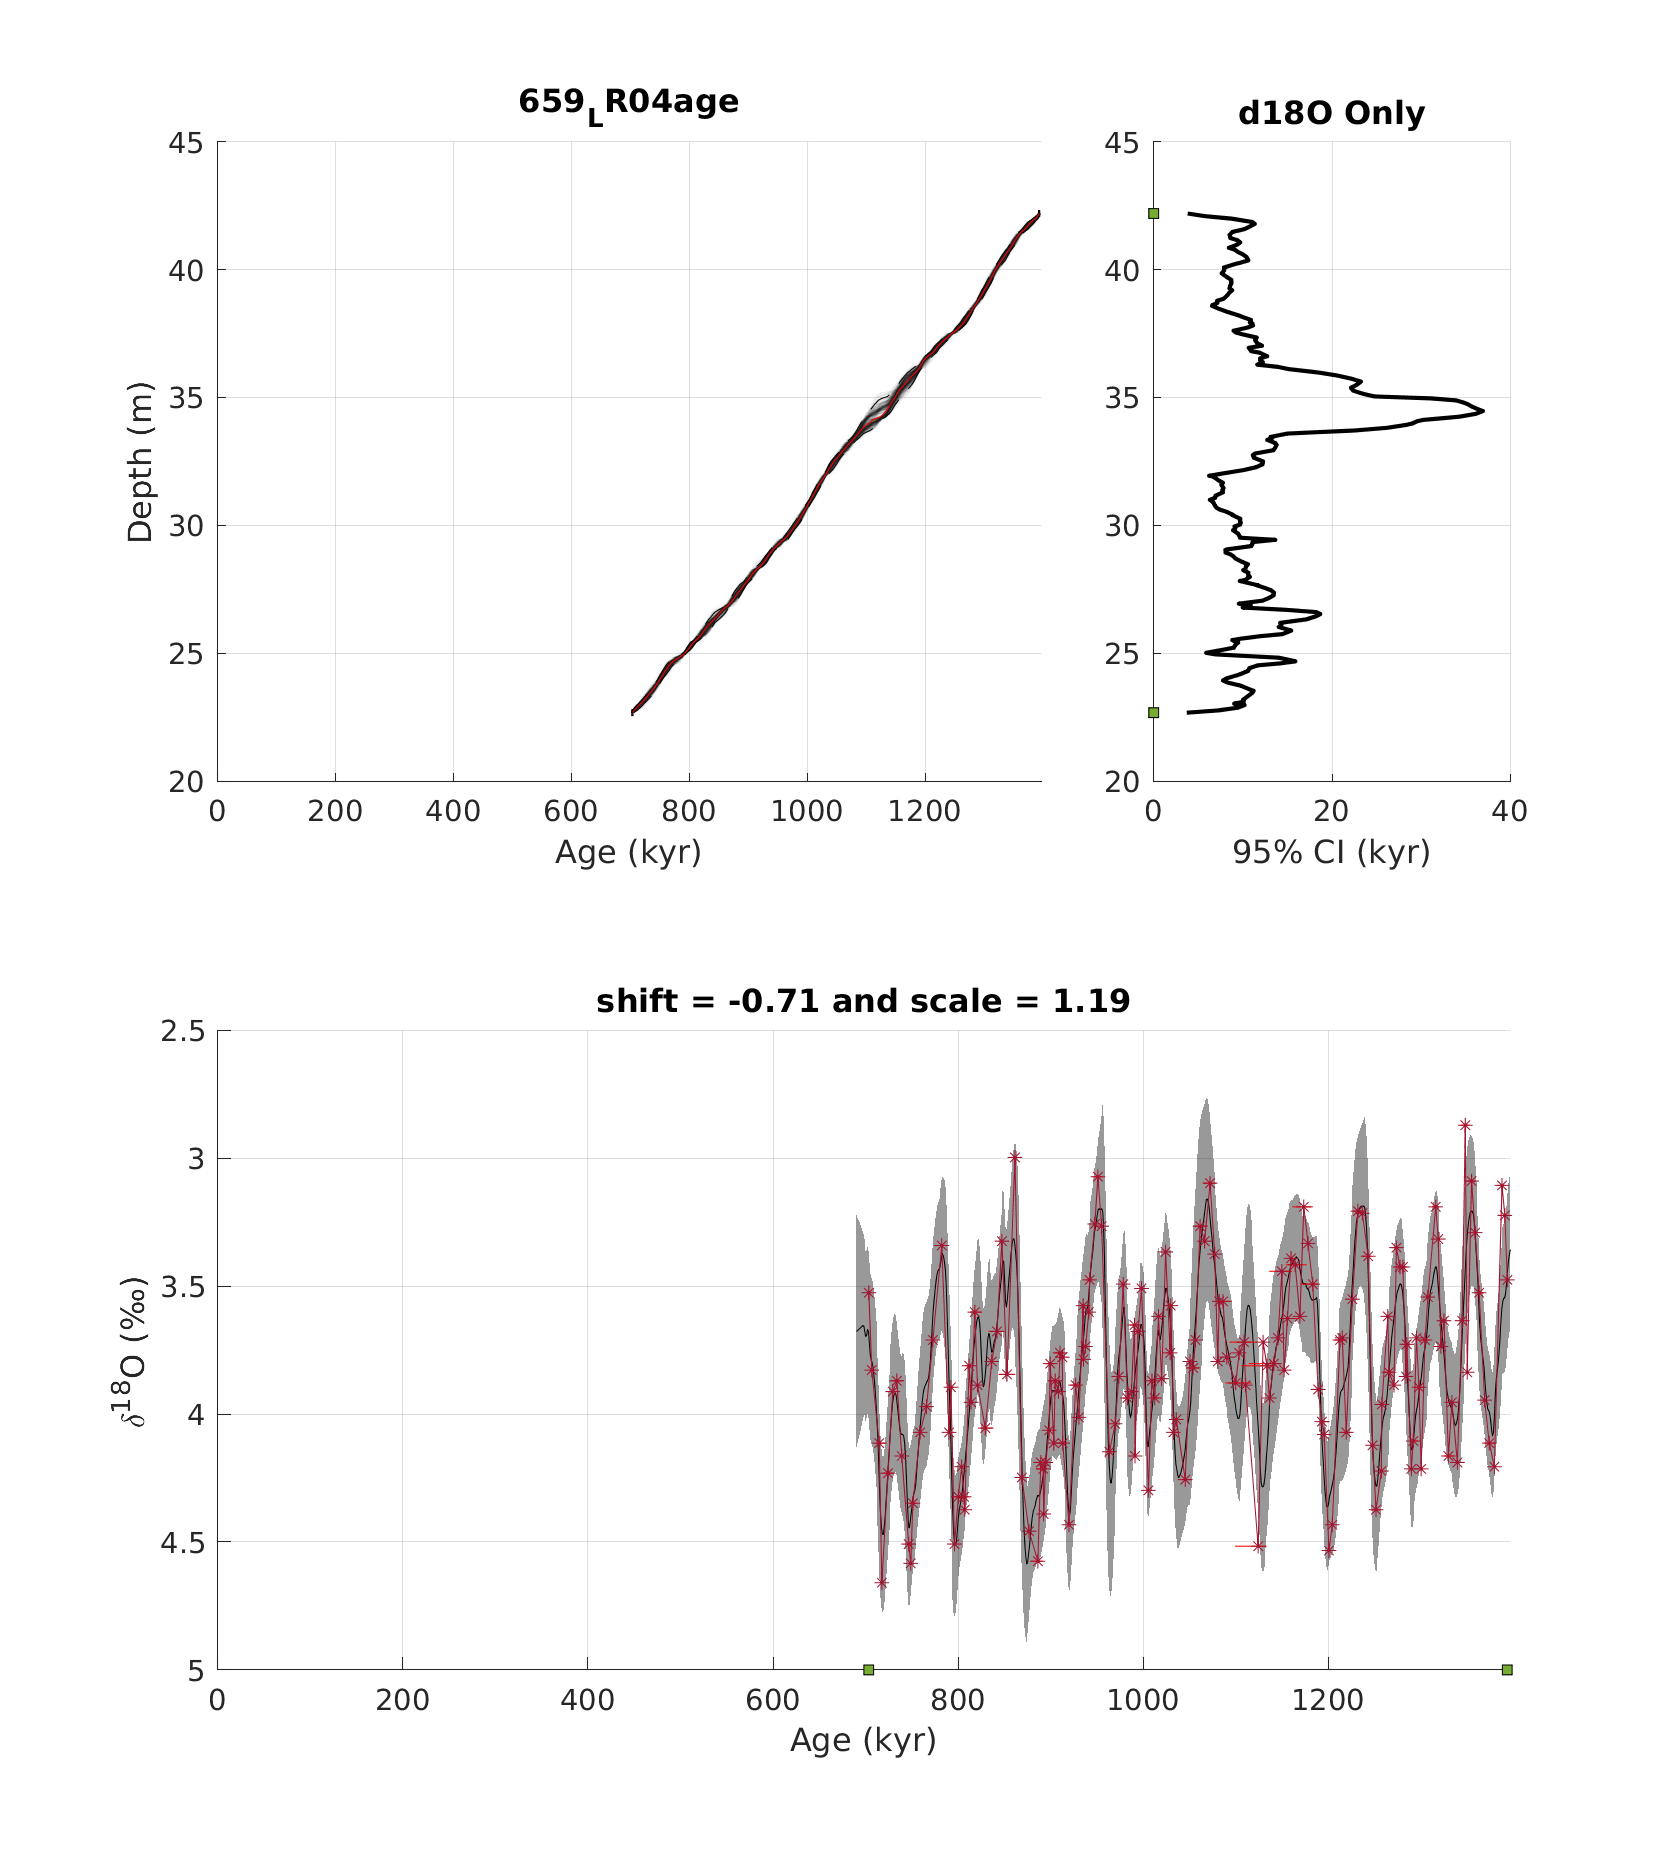 659LR04age
45
40
35
30
25
20
Depth (m)
0 200 400 600 800 1000 1200
Age (kyr)
d18O Only
45
40
35
30
25
20
0 20 40
95% CI (kyr)
shift = -0.71 and scale = 1.19
2.5
3
3.5
4
4.5
5
δ18O (‰)
0 200 400 600 800 1000 1200
Age (kyr)